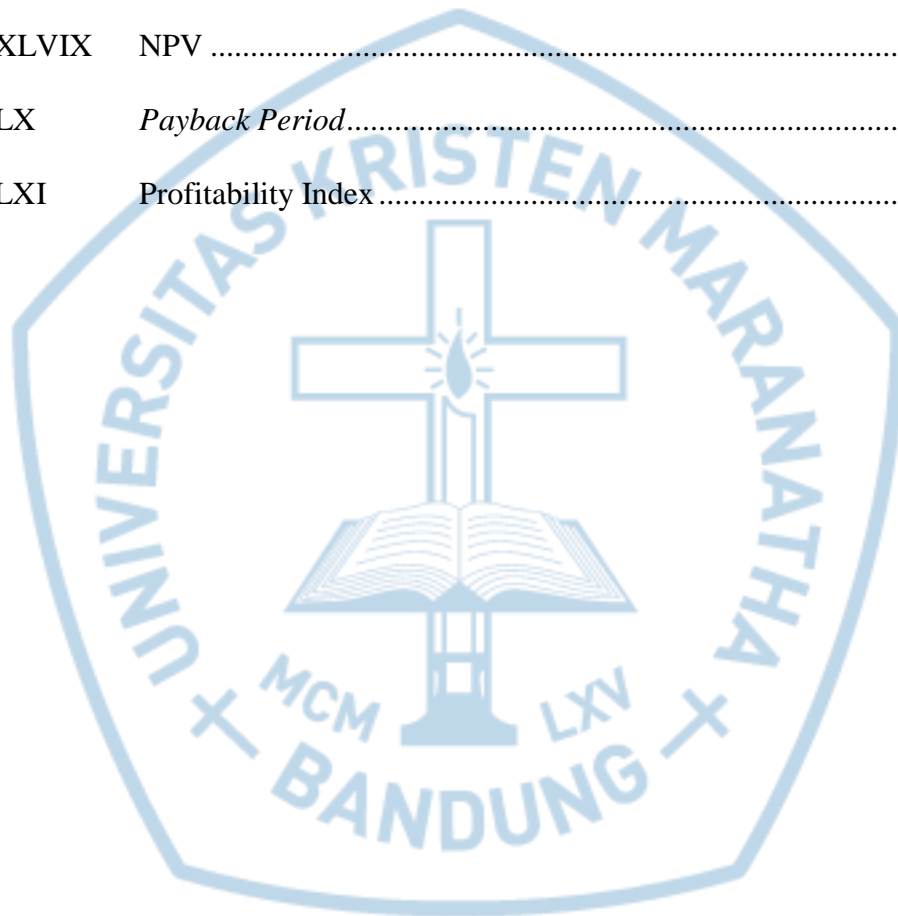 XLVIX NPV ................................................................................
LX Payback Period................................................................
LXI Profitability Index ............................................................
UNIVERSITAS KRISTEN MARANATHA
MCM LXV
BANDUNG